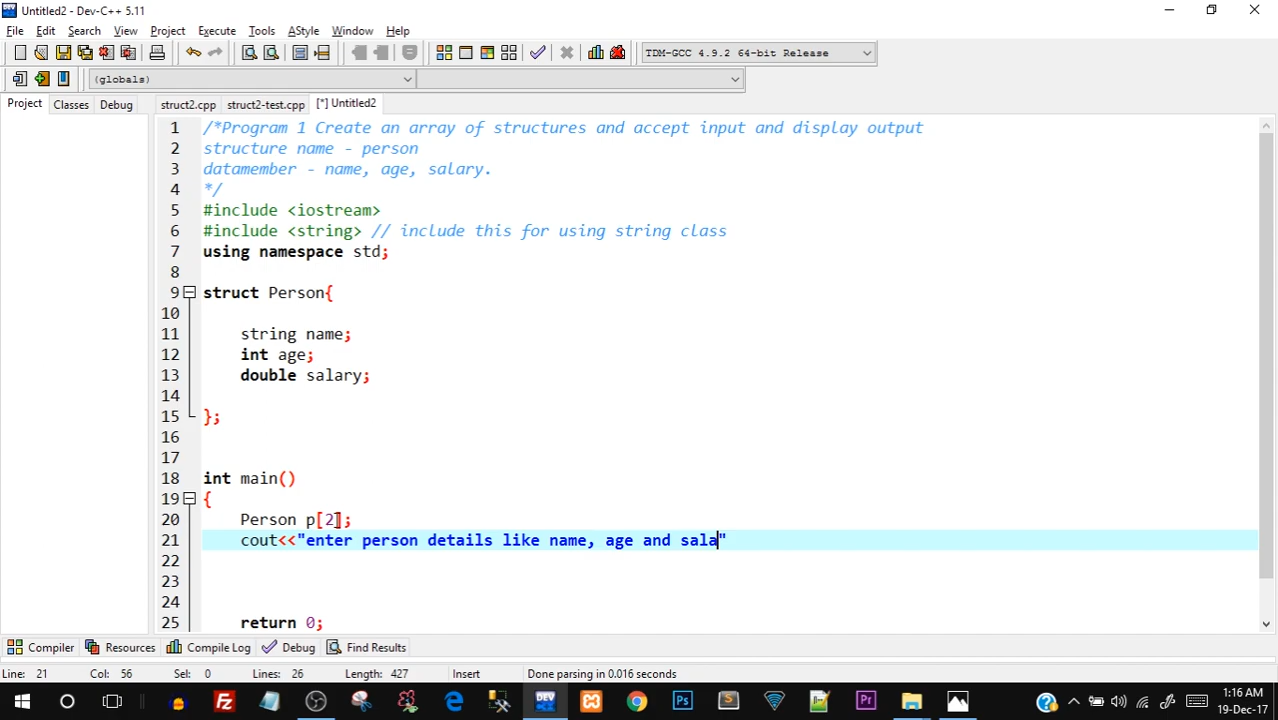 Untitled2 - Dev-C++ 5.11
File Edit Search View Project Execute Tools AStyle Window Help
TDM-GCC 4.9.2 64-bit Release
(globals)
Project Classes Debug struct2.cpp struct2-test.cpp [*] Untitled2
1 /*Program 1 Create an array of structures and accept input and display output
2 structure name - person
3 datamember - name, age, salary.
4 */
5 #include <iostream>
6 #include <string> // include this for using string class
7 using namespace std;
8
9 struct Person{
10
11 string name;
12 int age;
13 double salary;
14
15 };
16
17
18 int main()
19 {
20 Person p[2];
21 cout<<"enter person details like name, age and sala"
22
23
24
25 return 0;
Compiler Resources Compile Log Debug Find Results
Line: 21 Col: 56 Sel: 0 Lines: 26 Length: 427 Insert Done parsing in 0.016 seconds
1:16 AM
19-Dec-17